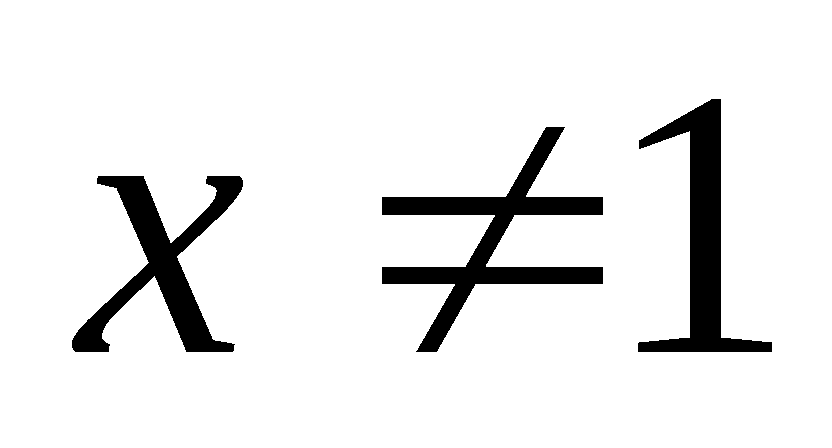 x ≠ 1